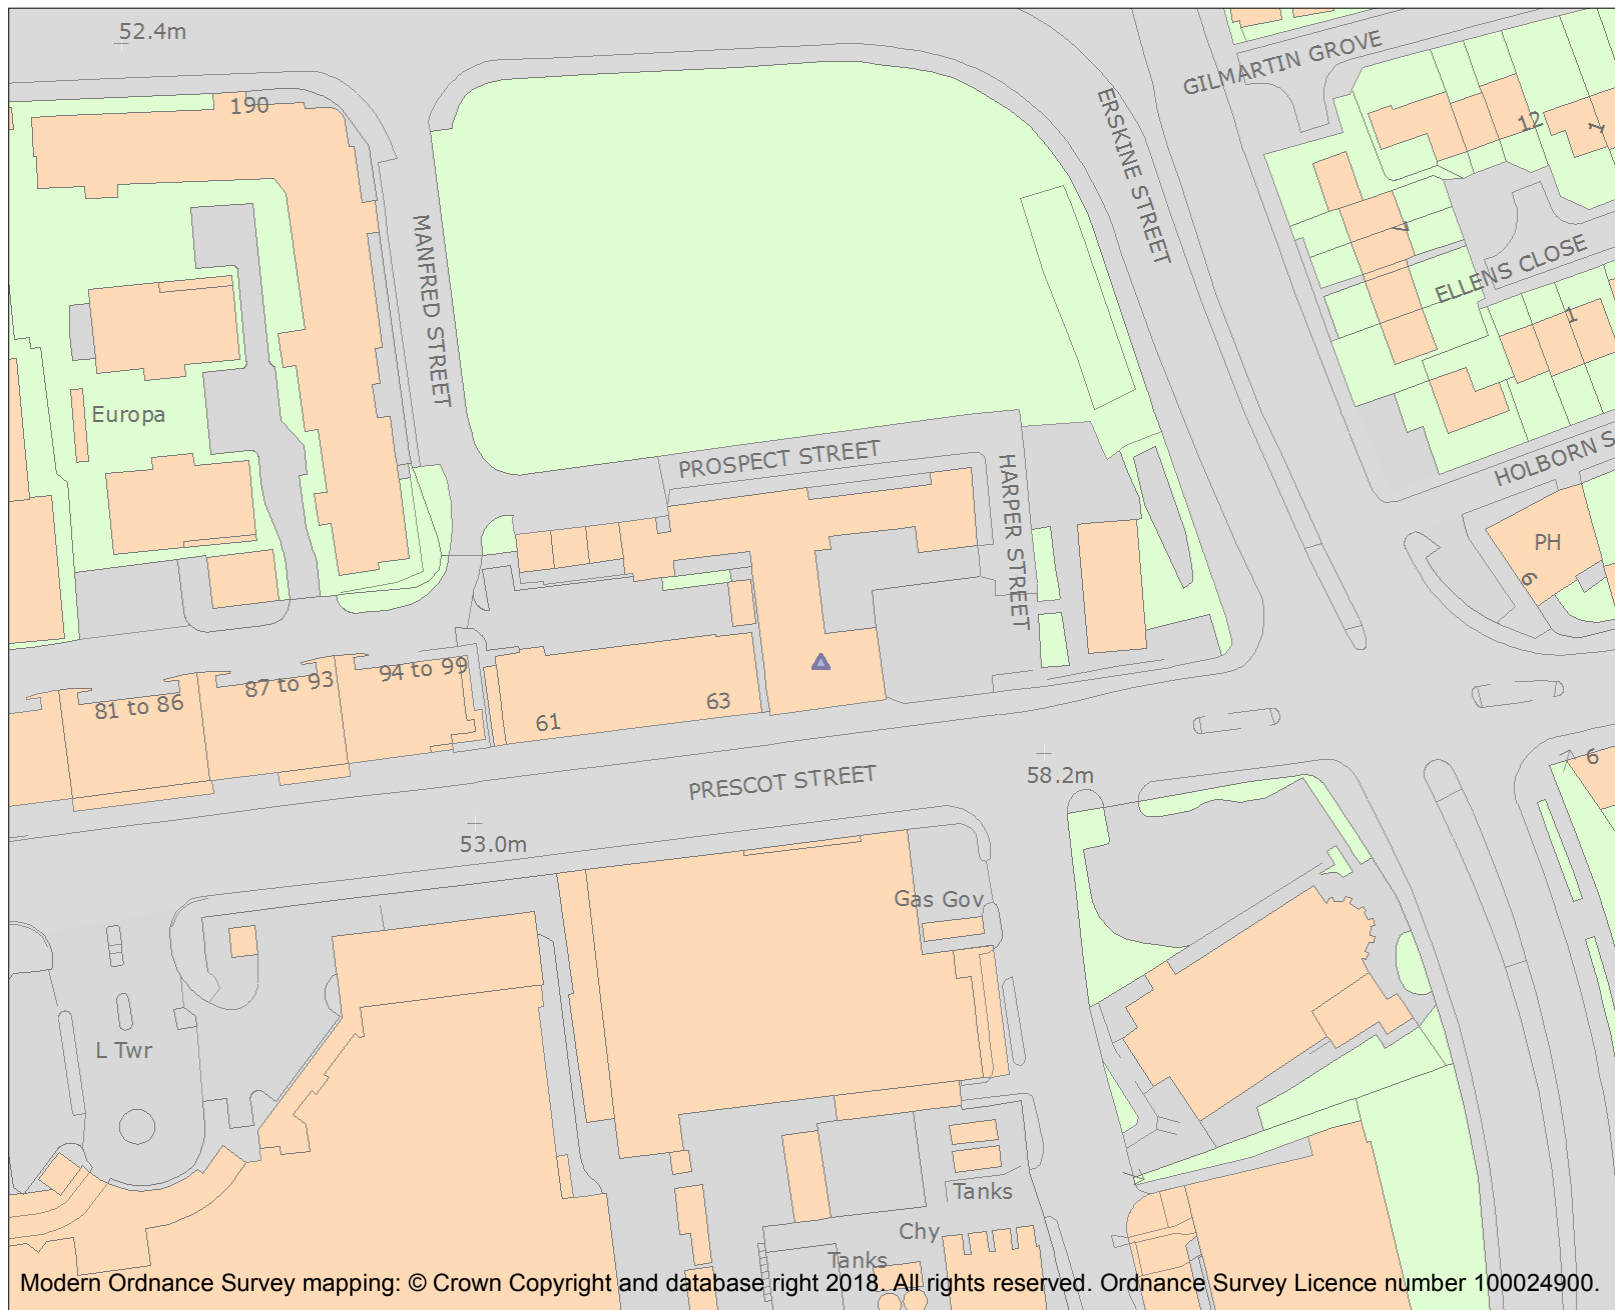 52.4m
190
GILMARTIN GROVE
ERSKINE STREET
12
1
MANFRED STREET
7
ELLENS CLOSE
1
Europa
PROSPECT STREET
HARPER STREET
HOLBORN S
PH
6
94 to 99
87 to 93
81 to 86
63
61
PRESCOT STREET
58.2m
6
53.0m
Gas Gov
L Twr
Tanks
Chy
Tanks
Modern Ordnance Survey mapping: © Crown Copyright and database right 2018. All rights reserved. Ordnance Survey Licence number 100024900.